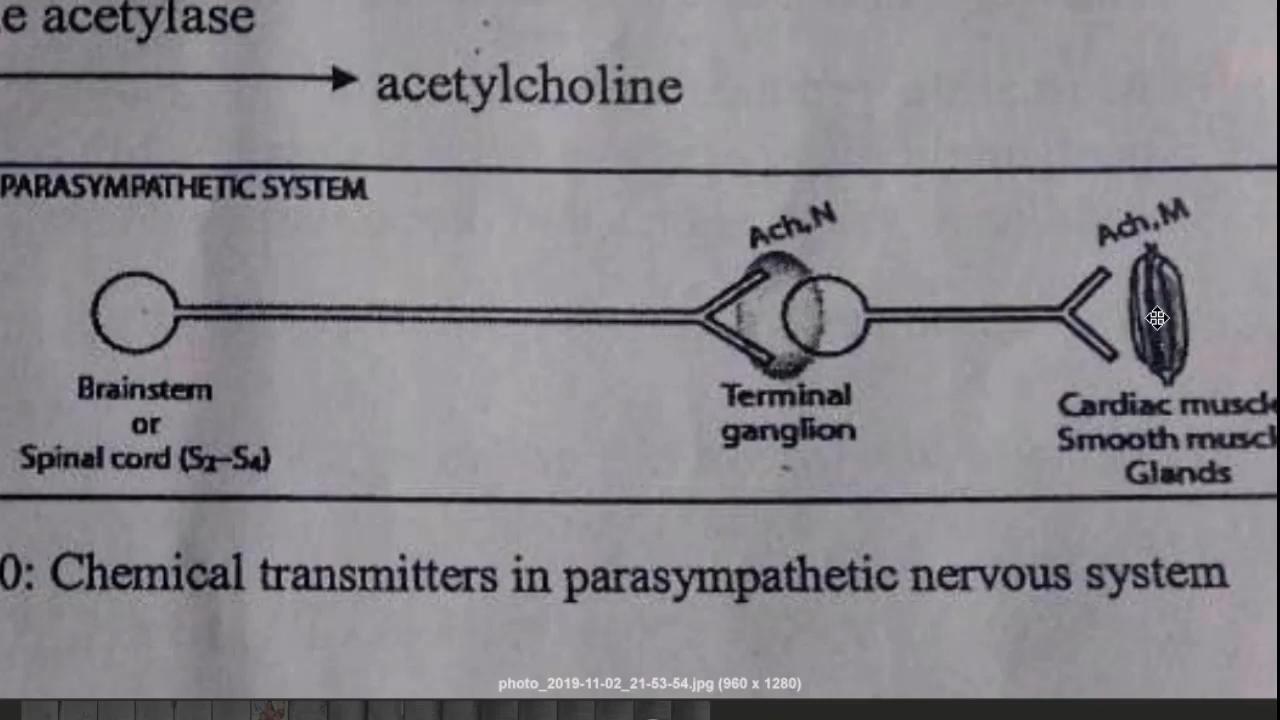 e acetylase
acetylcholine
PARASYMPATHETIC SYSTEM
Ach,N
Ach,M
Brainstem
or
Spinal cord (S2–S4)
Terminal
ganglion
Cardiac muscl
Smooth muscl
Glands
0: Chemical transmitters in parasympathetic nervous system
photo_2019-11-02_21-53-54.jpg (960 x 1280)